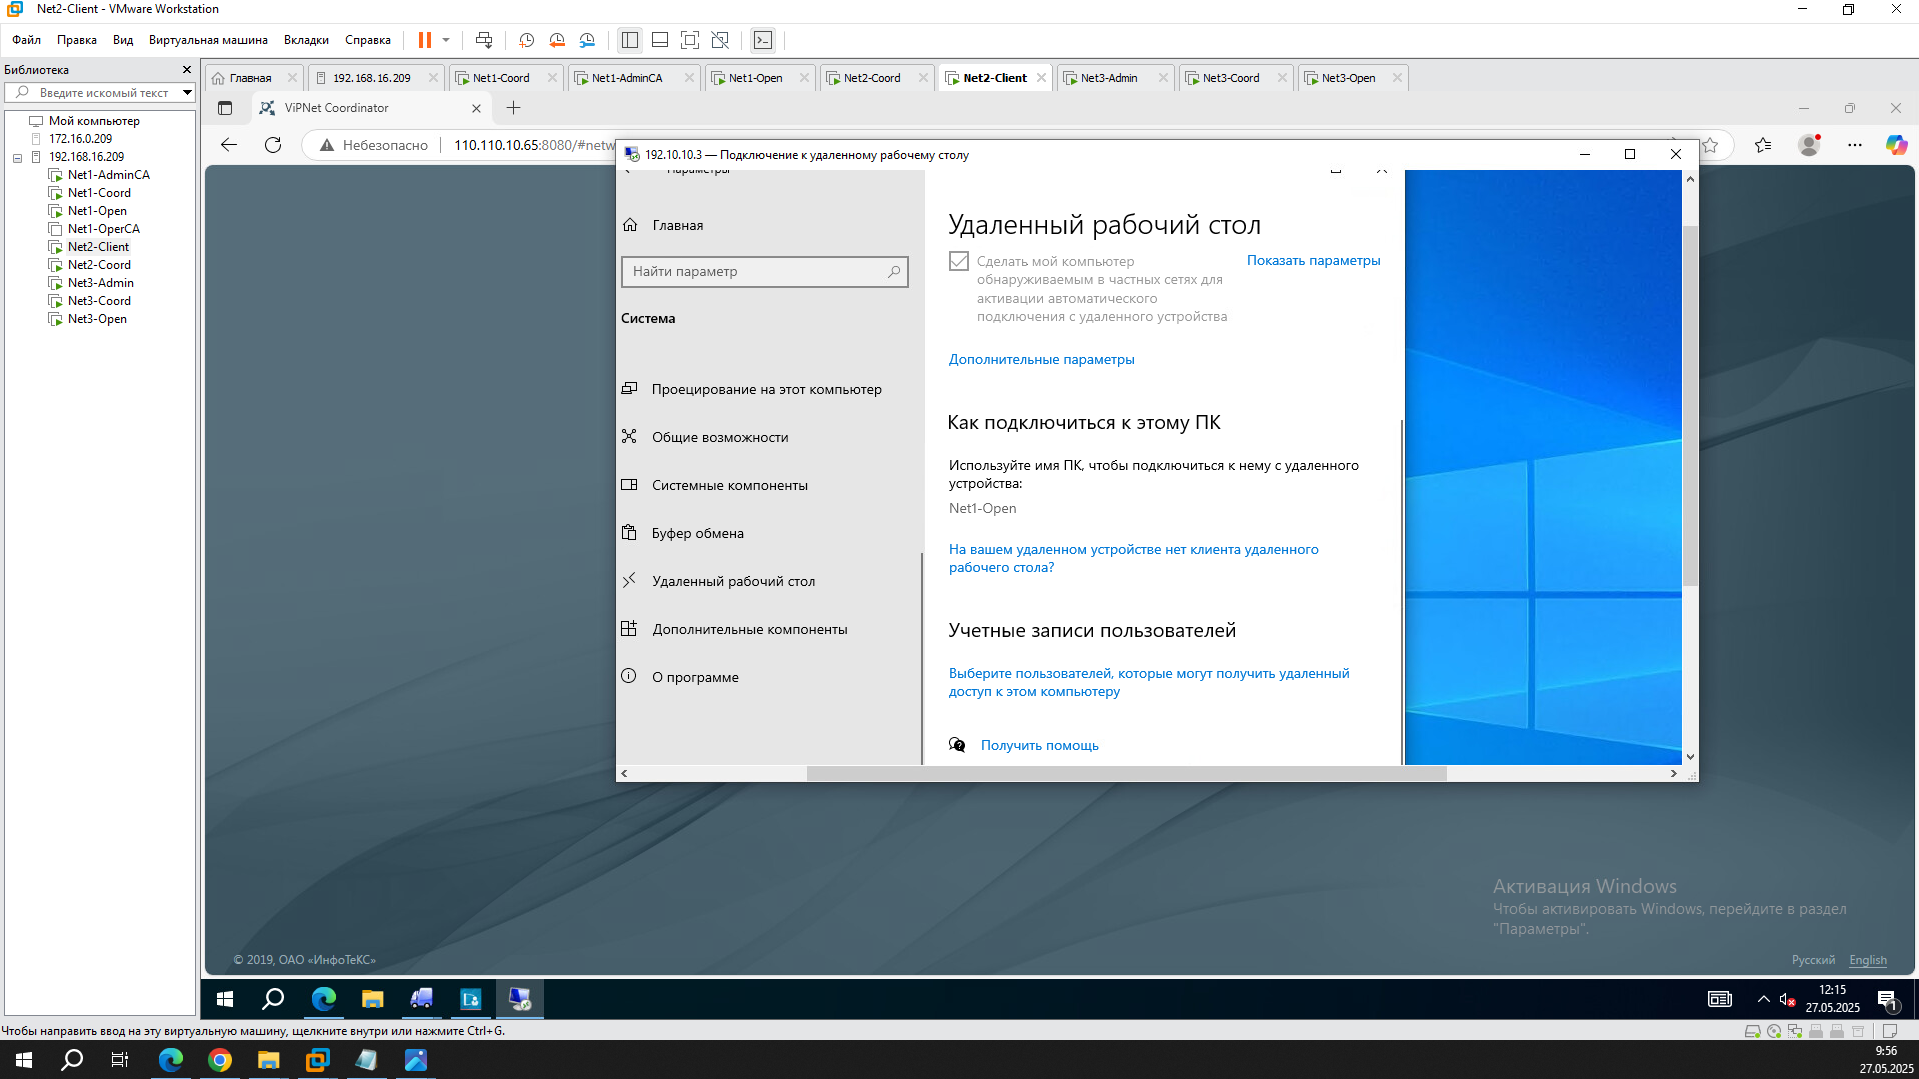 Net2-Client - VMware Workstation
Файл Правка Вид Виртуальная машина Вкладки Справка
Библиотека
Введите искомый текст
Мой компьютер
172.16.0.209
192.168.16.209
Net1-AdminCA
Net1-Coord
Net1-Open
Net1-OperCA
Net2-Client
Net2-Coord
Net3-Admin
Net3-Coord
Net3-Open
Главная 192.168.16.209 Net1-Coord Net1-AdminCA Net1-Open Net2-Coord Net2-Client Net3-Admin Net3-Coord Net3-Open
ViPNet Coordinator
Небезопасно 110.110.10.65:8080/#netw
192.10.10.3 — Подключение к удаленному рабочему столу
Параметры
Главная
Найти параметр
Система
Проецирование на этот компьютер
Общие возможности
Системные компоненты
Буфер обмена
Удаленный рабочий стол
Дополнительные компоненты
О программе
Удаленный рабочий стол
Сделать мой компьютер
обнаруживаемым в частных сетях для
активации автоматического
подключения с удаленного устройства
Показать параметры
Дополнительные параметры
Как подключиться к этому ПК
Используйте имя ПК, чтобы подключиться к нему с удаленного
устройства:
Net1-Open
На вашем удаленном устройстве нет клиента удаленного
рабочего стола?
Учетные записи пользователей
Выберите пользователей, которые могут получить удаленный
доступ к этом компьютеру
Получить помощь
Активация Windows
Чтобы активировать Windows, перейдите в раздел
"Параметры".
© 2019, ОАО «ИнфоТеКС»
Русский English
12:15
27.05.2025
1
Чтобы направить ввод на эту виртуальную машину, щелкните внутри или нажмите Ctrl+G.
9:56
27.05.2025